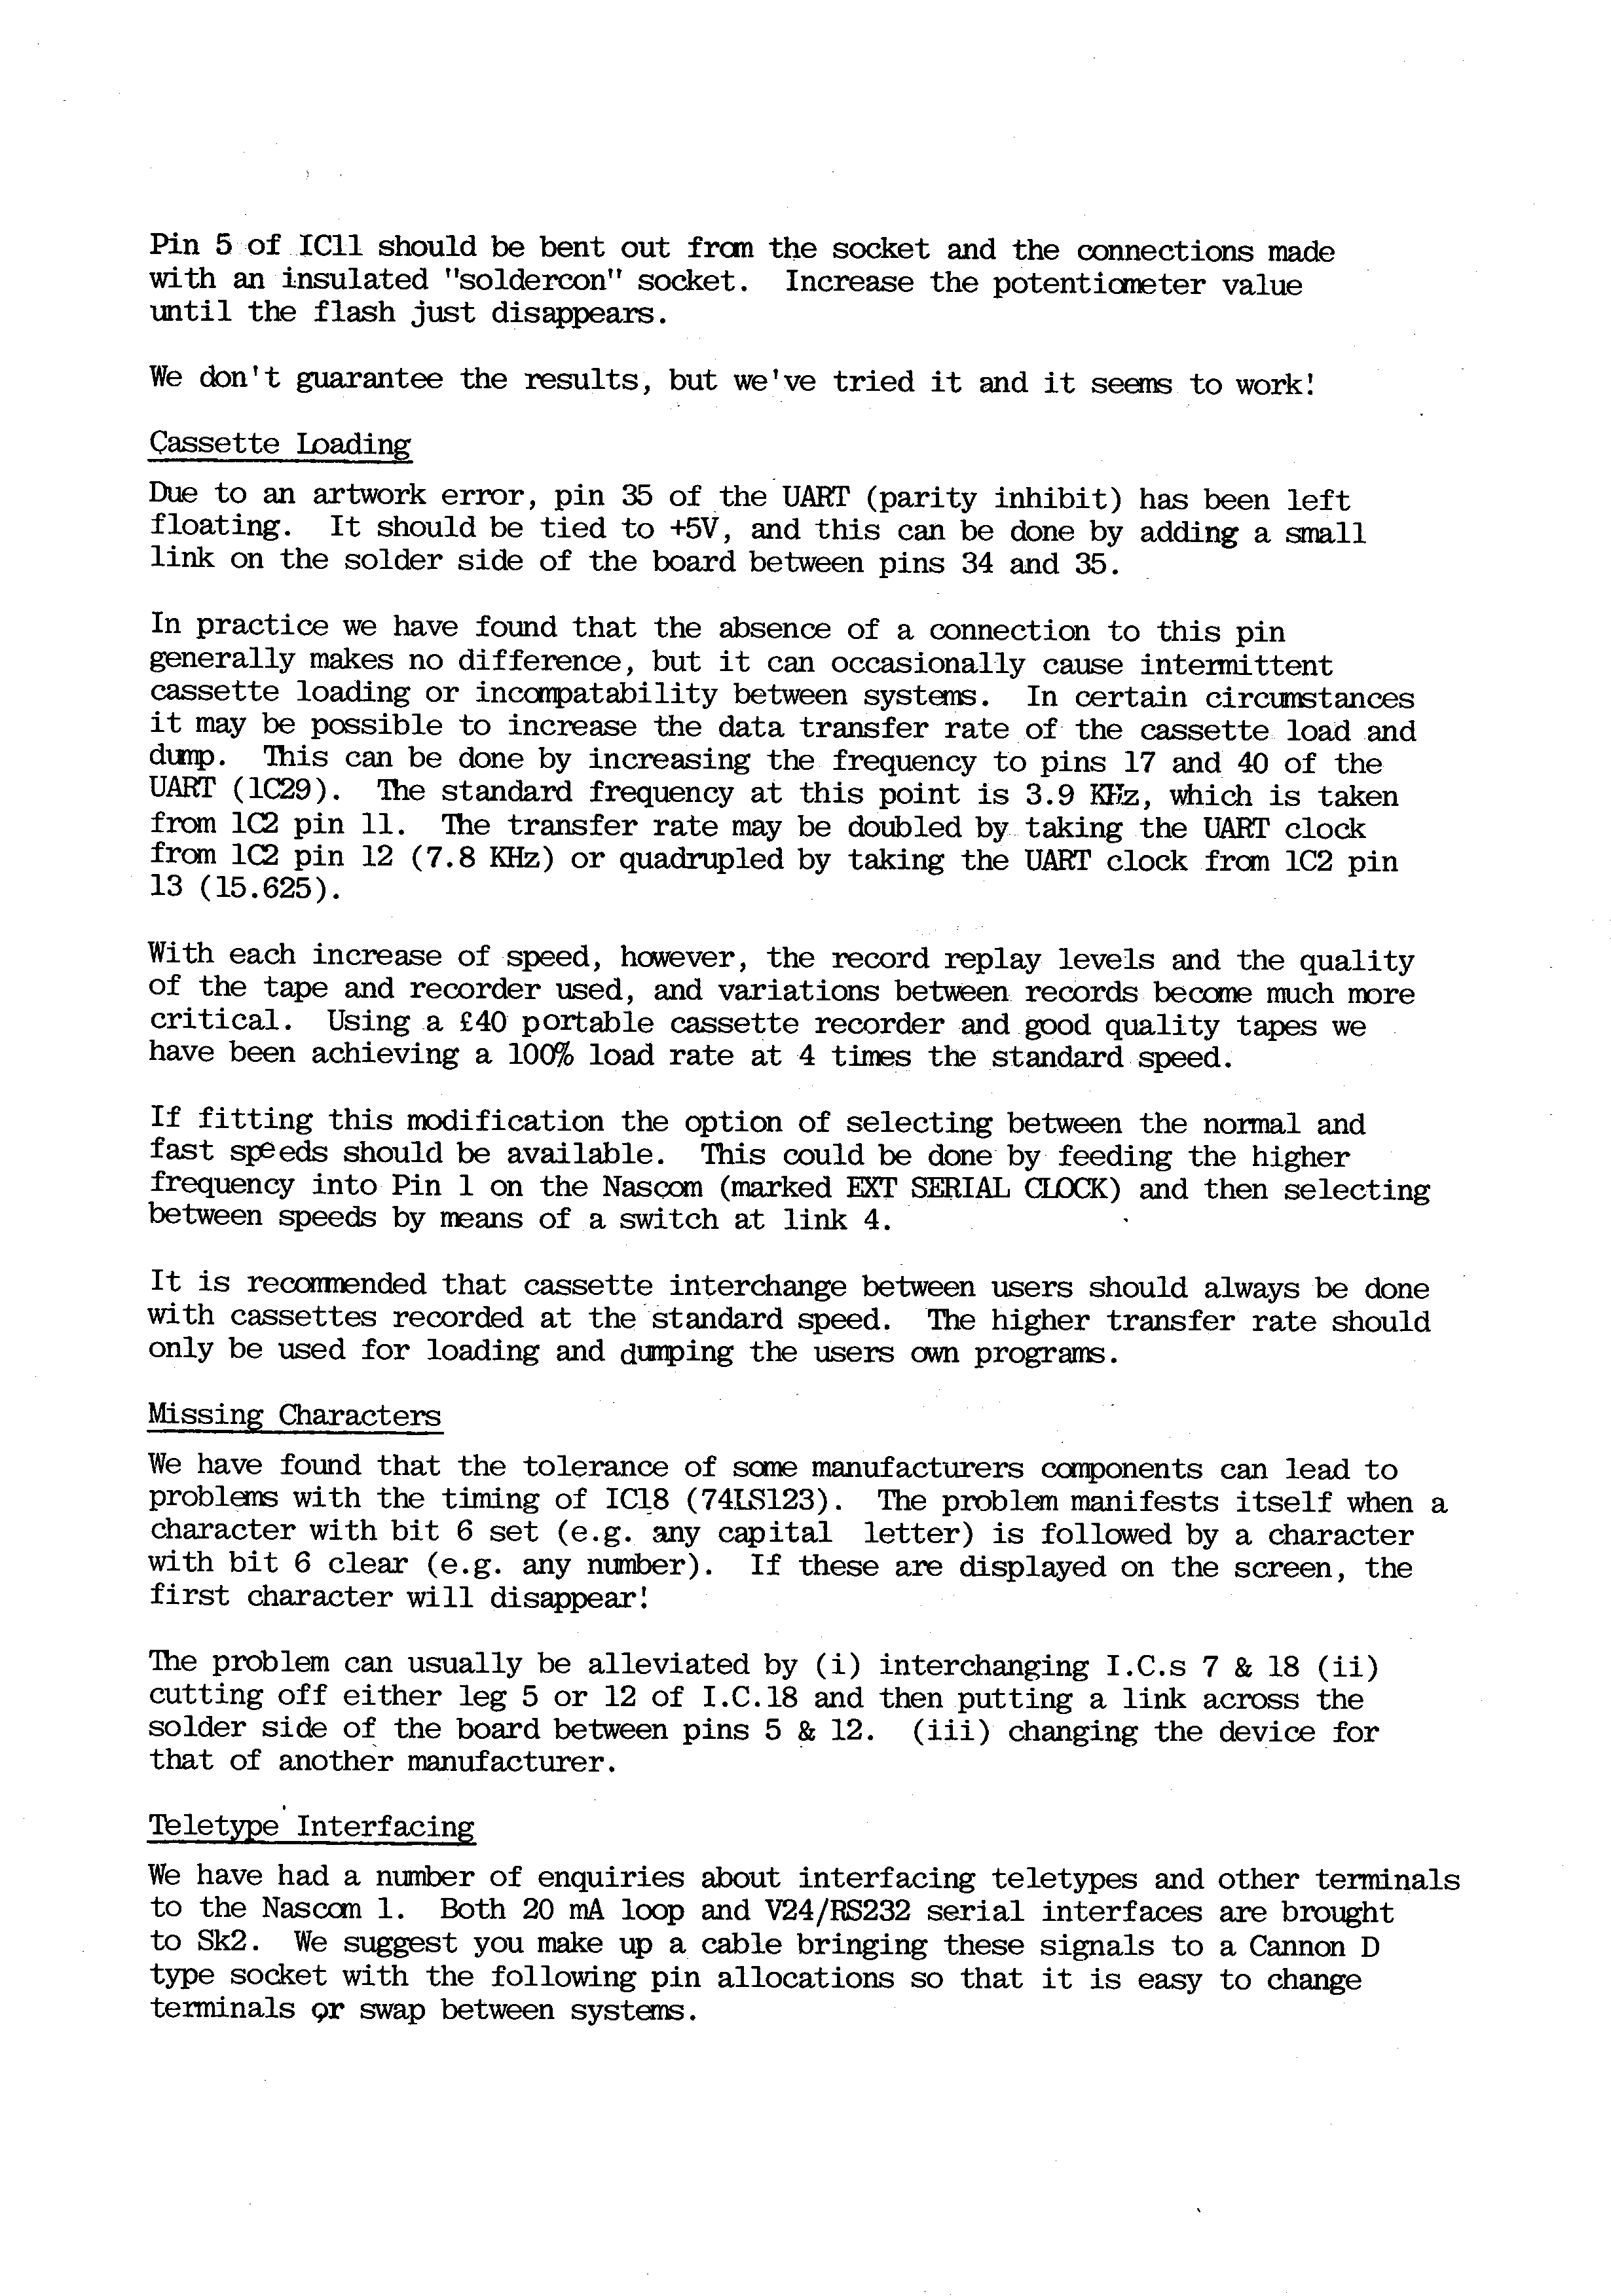 Pin 5 of IC11 should be bent out from the socket and the connections made
with an insulated "soldercon" socket.  Increase the potentiometer value
until the flash just disappears.
We don't guarantee the results, but we've tried it and it seems to work!
Cassette Loading
Due to an artwork error, pin 35 of the UART (parity inhibit) has been left
floating.  It should be tied to +5V, and this can be done by adding a small
link on the solder side of the board between pins 34 and 35.
In practice we have found that the absence of a connection to this pin
generally makes no difference, but it can occasionally cause intermittent
cassette loading or incompatability between systems.  In certain circumstances
it may be possible to increase the data transfer rate of the cassette load and
dump.  This can be done by increasing the frequency to pins 17 and 40 of the
UART (1C29).  The standard frequency at this point is 3.9 KHz, which is taken
from 1C2 pin 11.  The transfer rate may be doubled by taking the UART clock
from 1C2 pin 12 (7.8 KHz) or quadrupled by taking the UART clock from 1C2 pin
13 (15.625).
With each increase of speed, however, the record replay levels and the quality
of the tape and recorder used, and variations between records become much more
critical.  Using a £40 portable cassette recorder and good quality tapes we
have been achieving a 100% load rate at 4 times the standard speed.
If fitting this modification the option of selecting between the normal and
fast speeds should be available.  This could be done by feeding the higher
frequency into Pin 1 on the Nascom (marked EXT SERIAL CLOCK) and then selecting
between speeds by means of a switch at link 4.
It is recommended that cassette interchange between users should always be done
with cassettes recorded at the standard speed.  The higher transfer rate should
only be used for loading and dumping the users own programs.
Missing Characters
We have found that the tolerance of some manufacturers components can lead to
problems with the timing of IC18 (74LS123).  The problem manifests itself when a
character with bit 6 set (e.g. any capital  letter) is followed by a character
with bit 6 clear (e.g. any number).  If these are displayed on the screen, the
first character will disappear!
The problem can usually be alleviated by (i) interchanging I.C.s 7 & 18 (ii)
cutting off either leg 5 or 12 of I.C.18 and then putting a link across the
solder side of the board between pins 5 & 12.  (iii) changing the device for
that of another manufacturer.
Teletype Interfacing
We have had a number of enquiries about interfacing teletypes and other terminals
to the Nascom 1.  Both 20 mA loop and V24/RS232 serial interfaces are brought
to Sk2.  We suggest you make up a cable bringing these signals to a Cannon D
type socket with the following pin allocations so that it is easy to change
terminals or swap between systems.